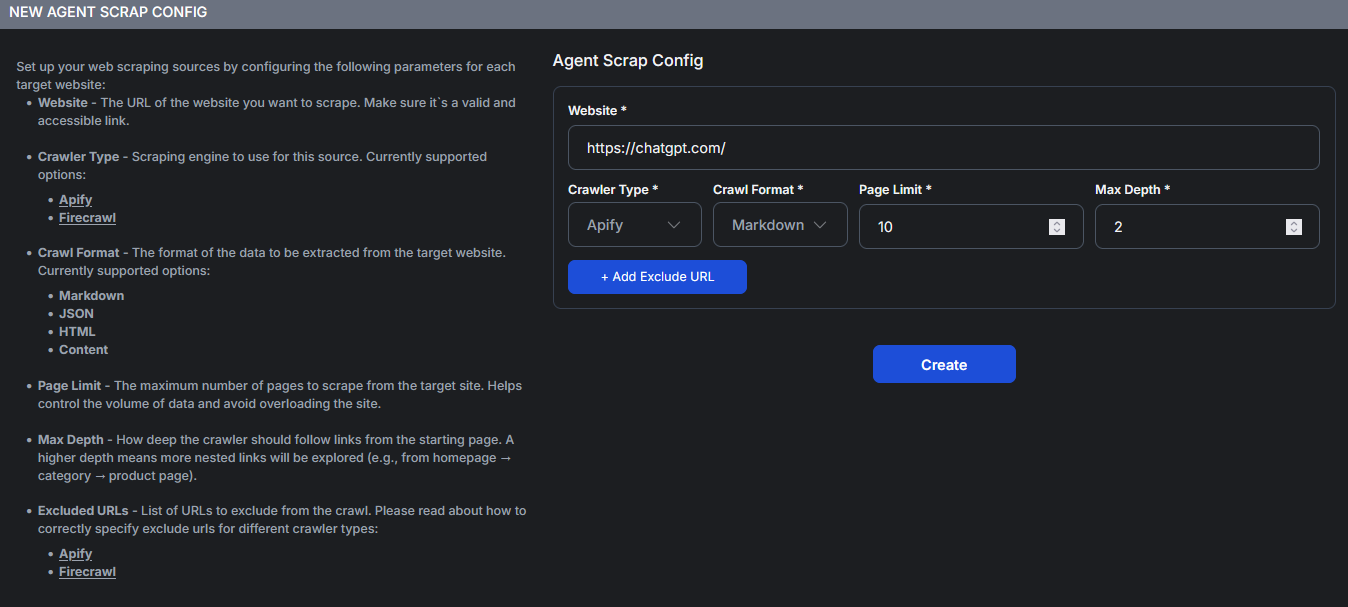 NEW AGENT SCRAP CONFIG
Set up your web scraping sources by configuring the following parameters for each
target website:
• Website - The URL of the website you want to scrape. Make sure it`s a valid and
accessible link.
• Crawler Type - Scraping engine to use for this source. Currently supported
options:
• Apify
• Firecrawl
• Crawl Format - The format of the data to be extracted from the target website.
Currently supported options:
• Markdown
• JSON
• HTML
• Content
• Page Limit - The maximum number of pages to scrape from the target site. Helps
control the volume of data and avoid overloading the site.
• Max Depth - How deep the crawler should follow links from the starting page. A
higher depth means more nested links will be explored (e.g., from homepage →
category → product page).
• Excluded URLs - List of URLs to exclude from the crawl. Please read about how to
correctly specify exclude urls for different crawler types:
• Apify
• Firecrawl
Agent Scrap Config
Website *
https://chatgpt.com/
Crawler Type * Crawl Format * Page Limit * Max Depth *
Apify Markdown 10 2
+ Add Exclude URL
Create